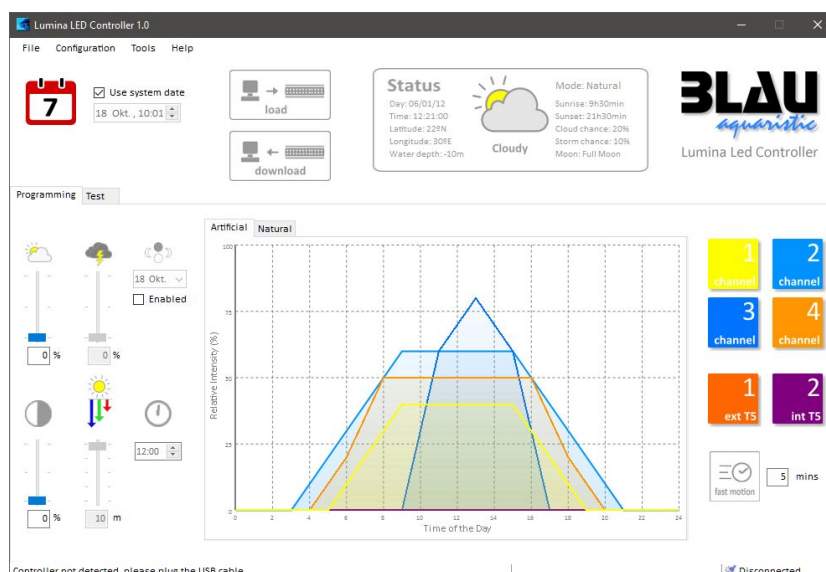 Lumina LED Controller 1.0
File Configuration Tools Help
7
Use system date
18 Okt. , 10:01
load
download
Status
Day: 06/01/12
Time: 12:21:00
Latitude: 22ºN
Longitude: 30ºE
Water depth: -10m
Cloudy
Mode: Natural
Sunrise: 9h30min
Sunset: 21h30min
Cloud chance: 20%
Storm chance: 10%
Moon: Full Moon
BLAU
aquaristic
Lumina Led Controller
Programming Test
18 Okt.
Enabled
0 %
0 %
12:00
0 %
10 m
Artificial Natural
Relative Intensity (%)
100
75
50
25
0
0 2 4 6 8 10 12 14 16 18 20 22 24
Time of the Day
1 channel
2 channel
3 channel
4 channel
1 ext T5
2 int T5
fast motion
5 mins
Controller not detected, please plug the USB cable
Disconnected